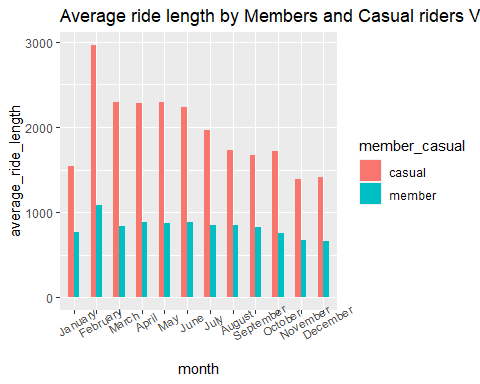 Average ride length by Members and Casual riders V
3000
2000
1000
0
average_ride_length
January
February
March
April
May
June
July
August
September
October
November
December
month
member_casual
casual
member